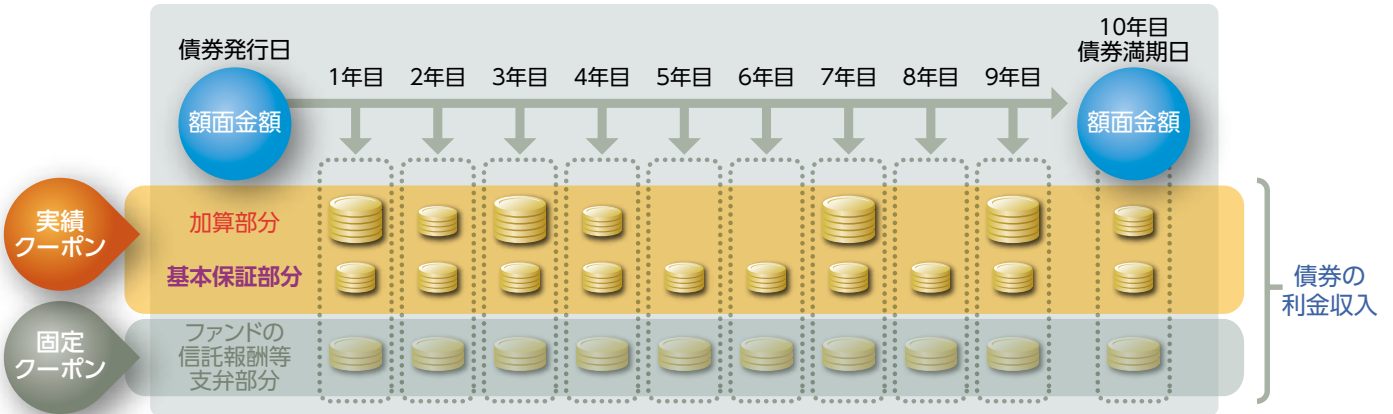 債券発行日
額面金額
1年目
2年目
3年目
4年目
5年目
6年目
7年目
8年目
9年目
10年目
債券満期日
額面金額
実績
クーポン
加算部分
基本保証部分
固定
クーポン
ファンドの
信託報酬等
支弁部分
債券の
利金収入